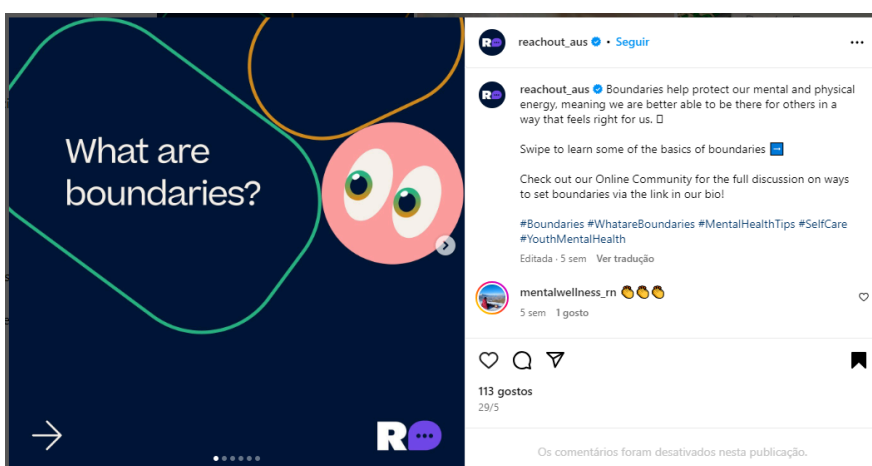 What are
boundaries?
R
reachout_aus • Seguir
reachout_aus Boundaries help protect our mental and physical
energy, meaning we are better able to be there for others in a
way that feels right for us.
Swipe to learn some of the basics of boundaries ➡
Check out our Online Community for the full discussion on ways
to set boundaries via the link in our bio!
#Boundaries #WhatareBoundaries #MentalHealthTips #SelfCare
#YouthMentalHealth
Editada · 5 sem Ver tradução
mentalwellness_rn 👏👏👏
5 sem 1 gosto
113 gostos
29/5
Os comentários foram desativados nesta publicação.